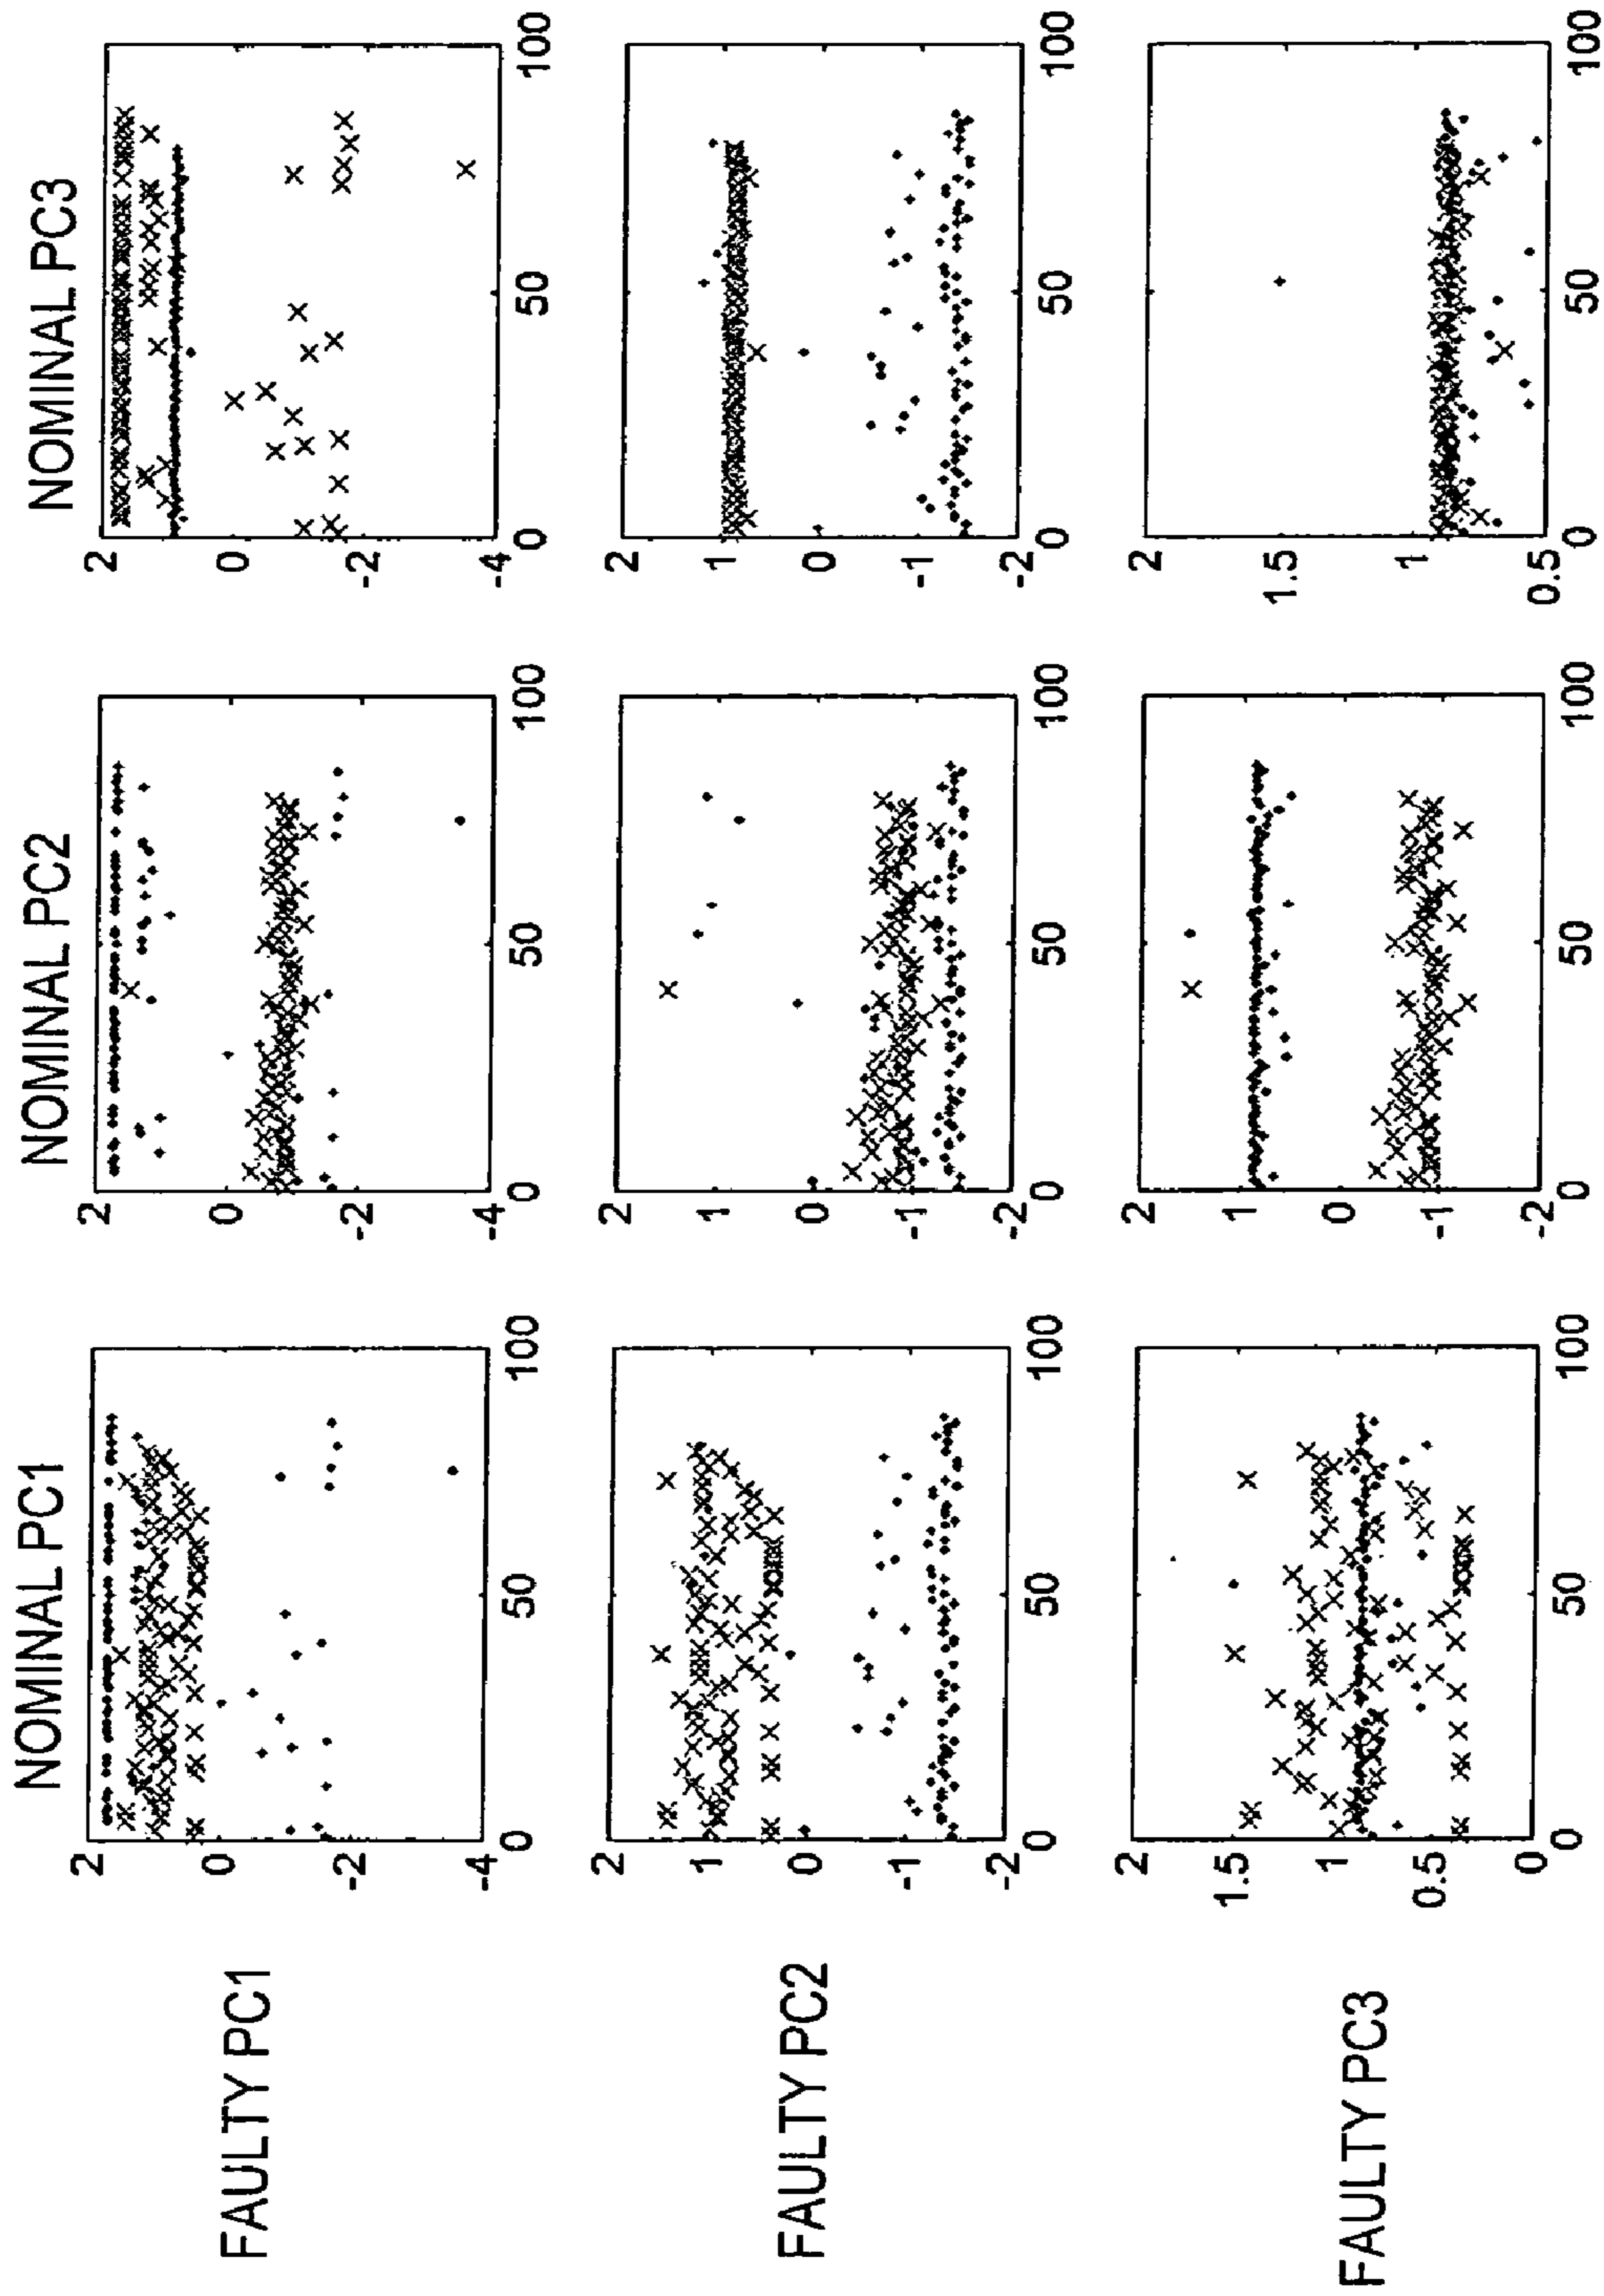 NOMINAL PC1 NOMINAL PC2 NOMINAL PC3
2 2 2
FAULTY PC1 0 0 0
-2 -2 -2
-4 -4 -4
0 50 100 0 50 100 0 50 100
2 2 2
1 1 1
FAULTY PC2 0 0 0
-1 -1 -1
-2 -2 -2
0 50 100 0 50 100 0 50 100
2 2 2
1.5 1 1.5
FAULTY PC3 1 0 1
0.5 -1
0 -2 0.5
0 50 100 0 50 100 0 50 100